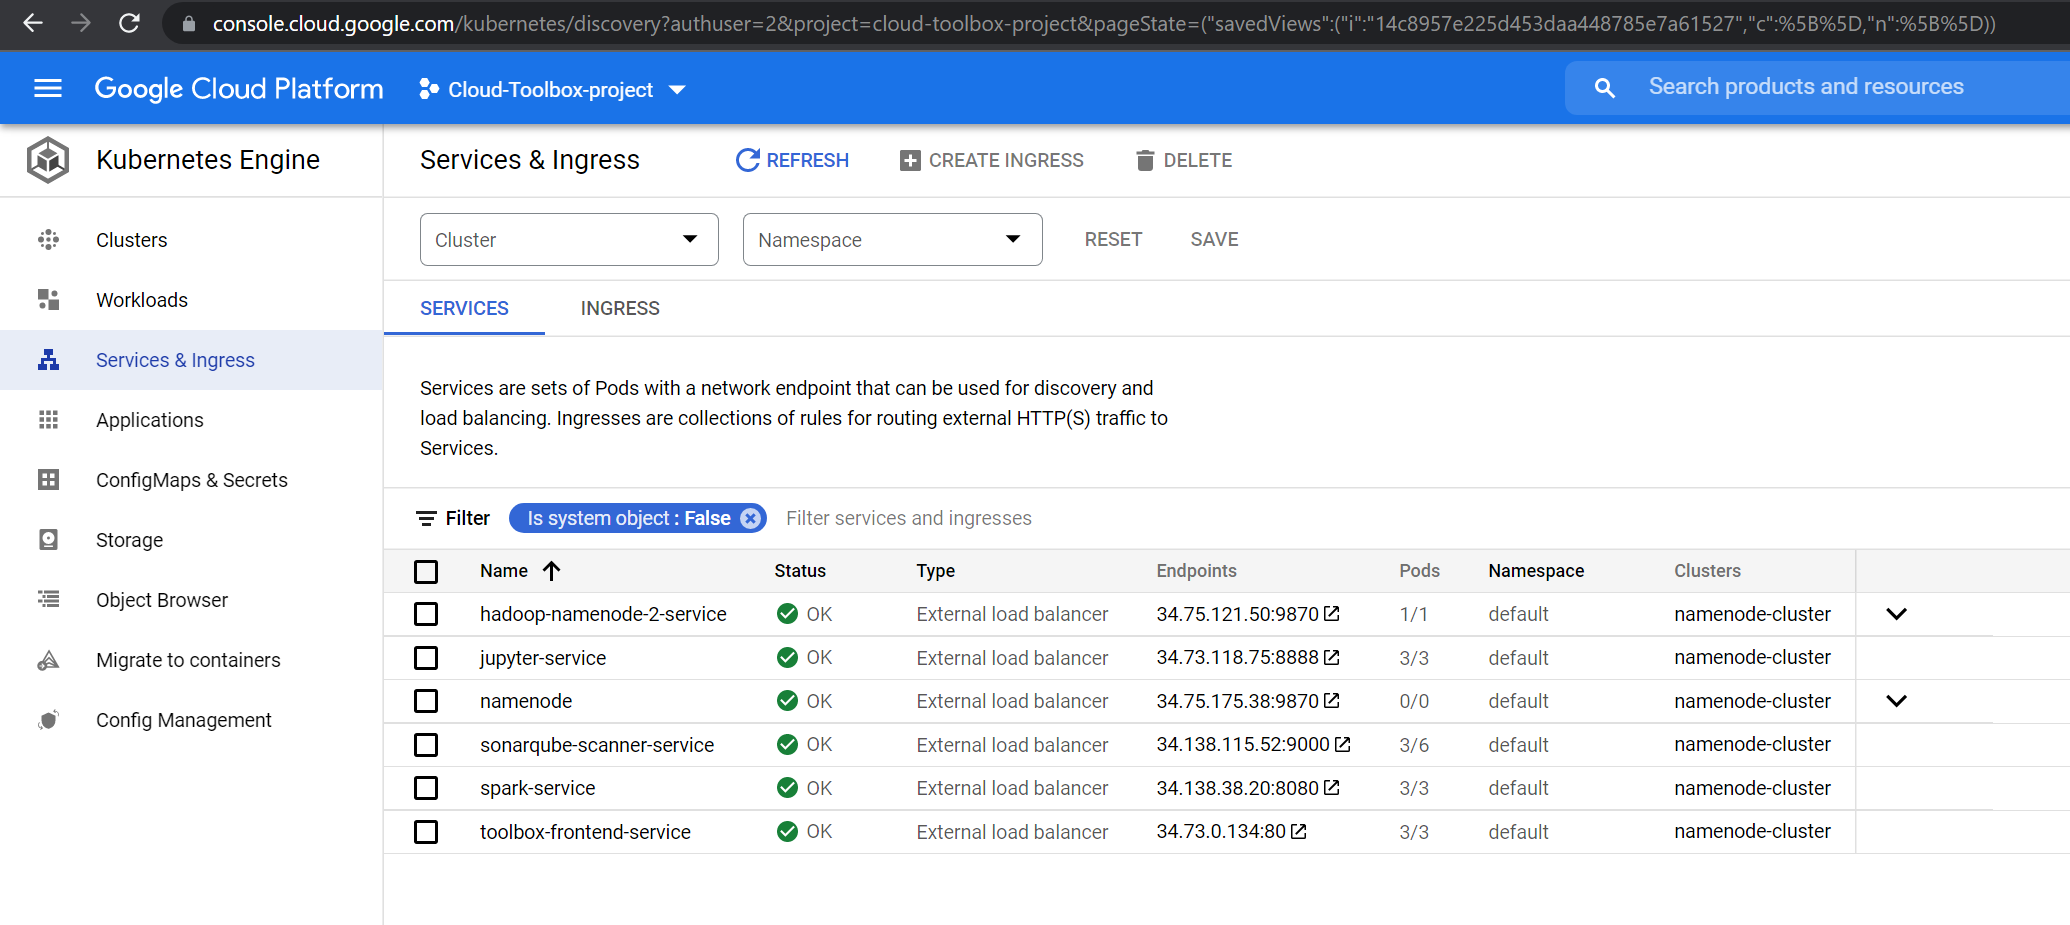 console.cloud.google.com/kubernetes/discovery?authuser=2&project=cloud-toolbox-project&pageState=("savedViews":("i":"14c8957e225d453daa448785e7a61527","c":%5B%5D,"n":%5B%5D))
Google Cloud Platform
Cloud-Toolbox-project
Search products and resources
Kubernetes Engine
Clusters
Workloads
Services & Ingress
Applications
ConfigMaps & Secrets
Storage
Object Browser
Migrate to containers
Config Management
Services & Ingress REFRESH CREATE INGRESS DELETE
Cluster Namespace RESET SAVE
SERVICES INGRESS
Services are sets of Pods with a network endpoint that can be used for discovery and
load balancing. Ingresses are collections of rules for routing external HTTP(S) traffic to
Services.
Filter Is system object : False Filter services and ingresses
Name Status Type Endpoints Pods Namespace Clusters
hadoop-namenode-2-service OK External load balancer 34.75.121.50:9870 1/1 default namenode-cluster
jupyter-service OK External load balancer 34.73.118.75:8888 3/3 default namenode-cluster
namenode OK External load balancer 34.75.175.38:9870 0/0 default namenode-cluster
sonarqube-scanner-service OK External load balancer 34.138.115.52:9000 3/6 default namenode-cluster
spark-service OK External load balancer 34.138.38.20:8080 3/3 default namenode-cluster
toolbox-frontend-service OK External load balancer 34.73.0.134:80 3/3 default namenode-cluster